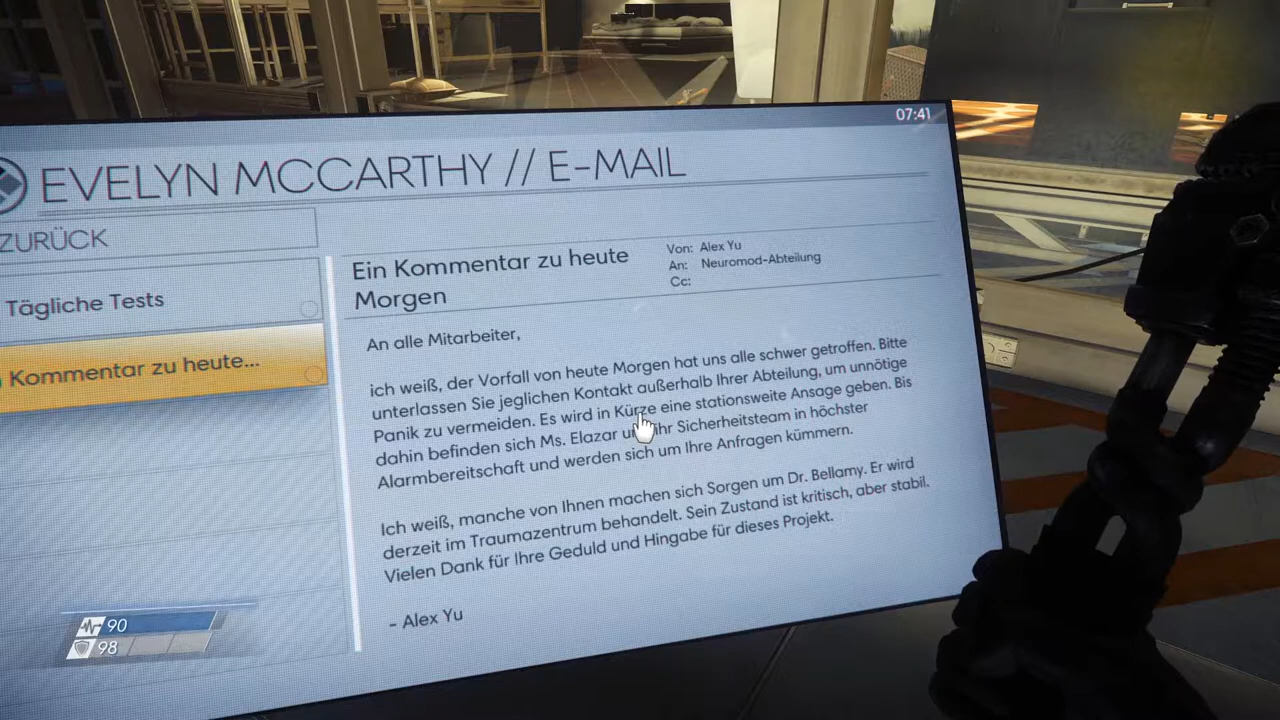 07:41
EVELYN MCCARTHY // E-MAIL
ZURÜCK
Tägliche Tests
Kommentar zu heute...
Ein Kommentar zu heute
Morgen
Von: Alex Yu
An: Neuromod-Abteilung
Cc:
An alle Mitarbeiter,
ich weiß, der Vorfall von heute Morgen hat uns alle schwer getroffen. Bitte
unterlassen Sie jeglichen Kontakt außerhalb Ihrer Abteilung, um unnötige
Panik zu vermeiden. Es wird in Kürze eine stationsweite Ansage geben. Bis
dahin befinden sich Ms. Elazar und ihr Sicherheitsteam in höchster
Alarmbereitschaft und werden sich um Ihre Anfragen kümmern.
Ich weiß, manche von Ihnen machen sich Sorgen um Dr. Bellamy. Er wird
derzeit im Traumazentrum behandelt. Sein Zustand ist kritisch, aber stabil.
Vielen Dank für Ihre Geduld und Hingabe für dieses Projekt.
- Alex Yu
90
98